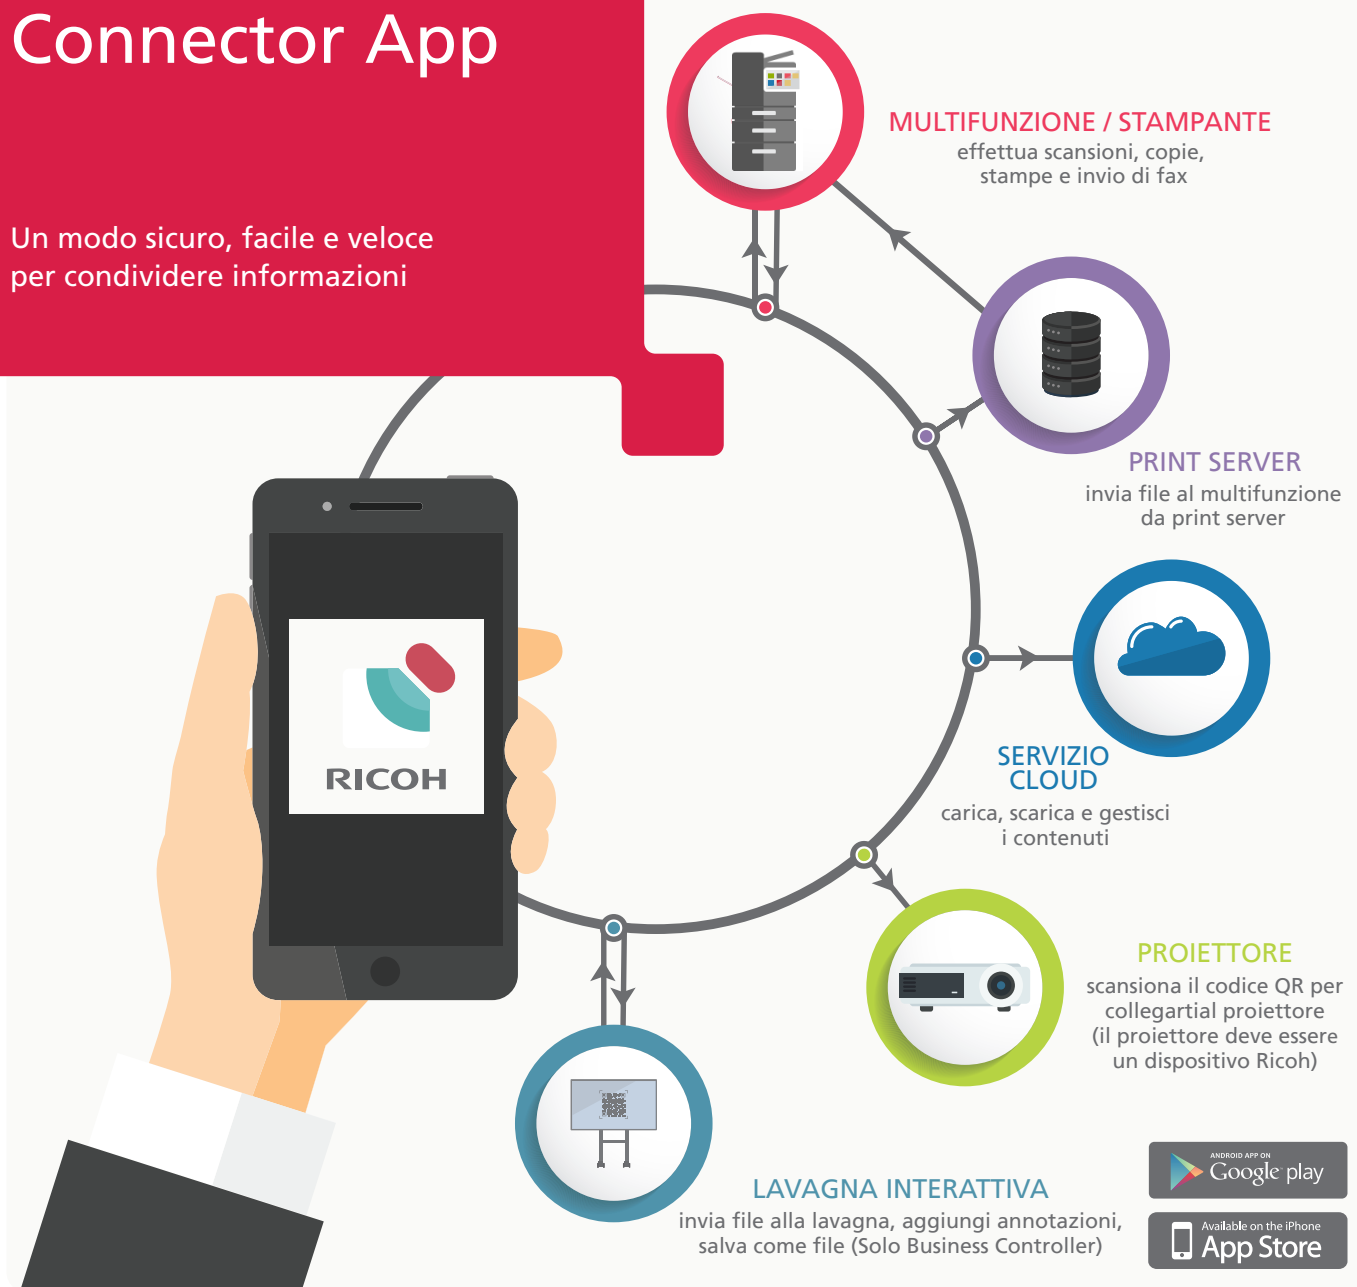 Connector App
Un modo sicuro, facile e veloce
per condividere informazioni
MULTIFUNZIONE / STAMPANTE
effettua scansioni, copie,
stampe e invio di fax
PRINT SERVER
invia file al multifunzione
da print server
RICOH
SERVIZIO
CLOUD
carica, scarica e gestisci
i contenuti
PROIETTORE
scansiona il codice QR per
collegartial proiettore
(il proiettore deve essere
un dispositivo Ricoh)
LAVAGNA INTERATTIVA
invia file alla lavagna, aggiungi annotazioni,
salva come file (Solo Business Controller)
ANDROID APP ON
Google play
Available on the iPhone
App Store